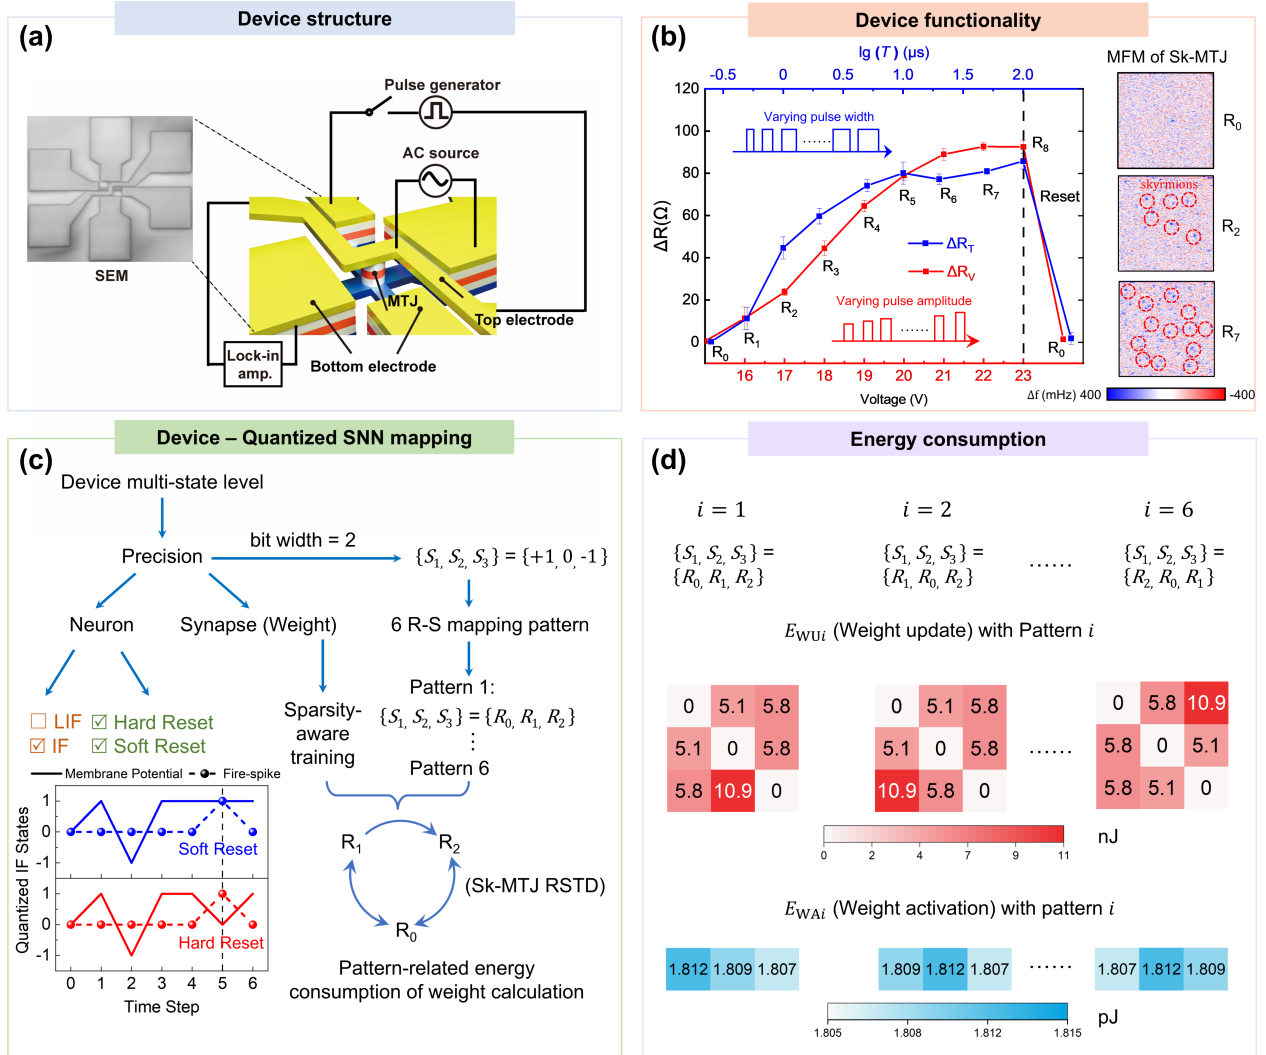 Device structure
(a)
Pulse generator
AC source
SEM
MTJ
Top electrode
Lock-in
amp.
Bottom electrode
Device functionality
(b)
lg (T) (μs)
-0.5 0 0.5 1.0 1.5 2.0
MFM of Sk-MTJ
120
100
80
60
40
20
0
ΔR(Ω)
Varying pulse width
......
R0
R1
R2
R3
R4
R5
R6
R7
R8
Reset
R0
ΔRT
ΔRV
Varying pulse amplitude
......
16 17 18 19 20 21 22 23
Voltage (V)
R0
skyrmions
R2
R7
Δf (mHz) 400 -400
Device – Quantized SNN mapping
(c)
Device multi-state level
Precision
bit width = 2
{S1, S2, S3} = {+1, 0, -1}
Neuron
Synapse (Weight)
6 R-S mapping pattern
☐ LIF ☑ Hard Reset
☑ IF ☑ Soft Reset
Sparsity-
aware
training
Pattern 1:
{S1, S2, S3} = {R0, R1, R2}
⋮
Pattern 6
Membrane Potential Fire-spike
Quantized IF States
1
0
-1
Soft Reset
1
0
-1
Hard Reset
0 1 2 3 4 5 6
Time Step
R1 R2
(Sk-MTJ RSTD)
R0
Pattern-related energy
consumption of weight calculation
Energy consumption
(d)
i = 1 i = 2 i = 6
{S1, S2, S3} = {S1, S2, S3} = ...... {S1, S2, S3} =
{R0, R1, R2} {R1, R0, R2} {R2, R0, R1}
EWUi (Weight update) with Pattern i
0 5.1 5.8 0 5.1 5.8 0 5.8 10.9
5.1 0 5.8 5.1 0 5.8 ...... 5.8 0 5.1
5.8 10.9 0 10.9 5.8 0 5.8 5.1 0
0 2 4 7 9 11
nJ
EWAi (Weight activation) with pattern i
1.812 1.809 1.807 1.809 1.812 1.807 ...... 1.807 1.812 1.809
1.805 1.808 1.812 1.815
pJ